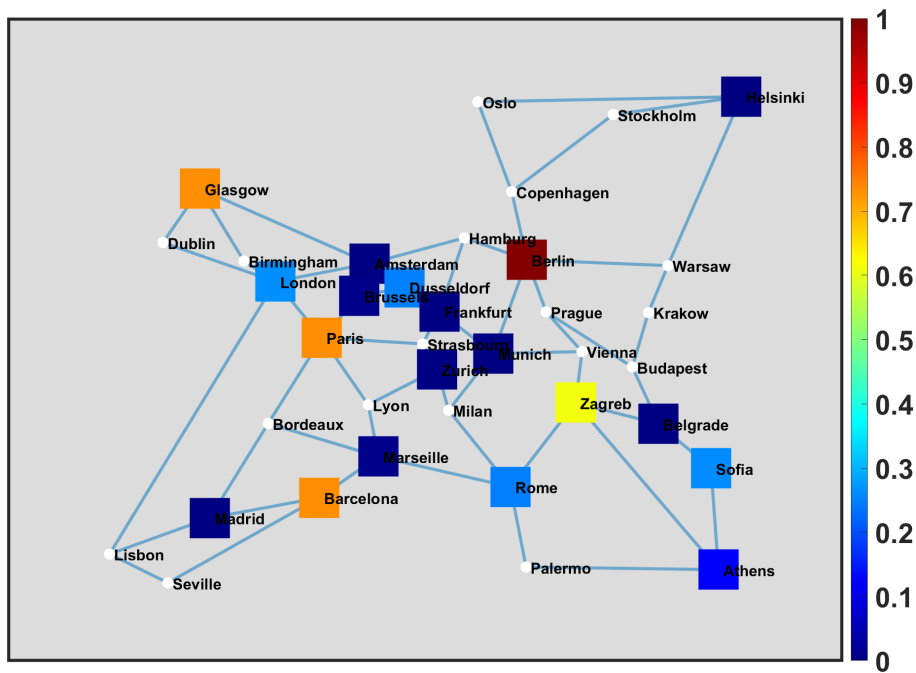 1
Oslo
Helsinki
Stockholm
0.9
0.8
Glasgow
Copenhagen
0.7
Dublin
Hamburg
Birmingham
Amsterdam
Berlin
Warsaw
0.6
London
Dusseldorf
Brussels
Frankfurt
Prague
Krakow
0.5
Paris
Strasbourg
Munich
Vienna
Zurich
Budapest
0.4
Lyon
Milan
Zagreb
Bordeaux
Belgrade
Marseille
Sofia
0.3
Rome
Barcelona
Madrid
0.2
Lisbon
Palermo
Athens
Seville
0.1
0